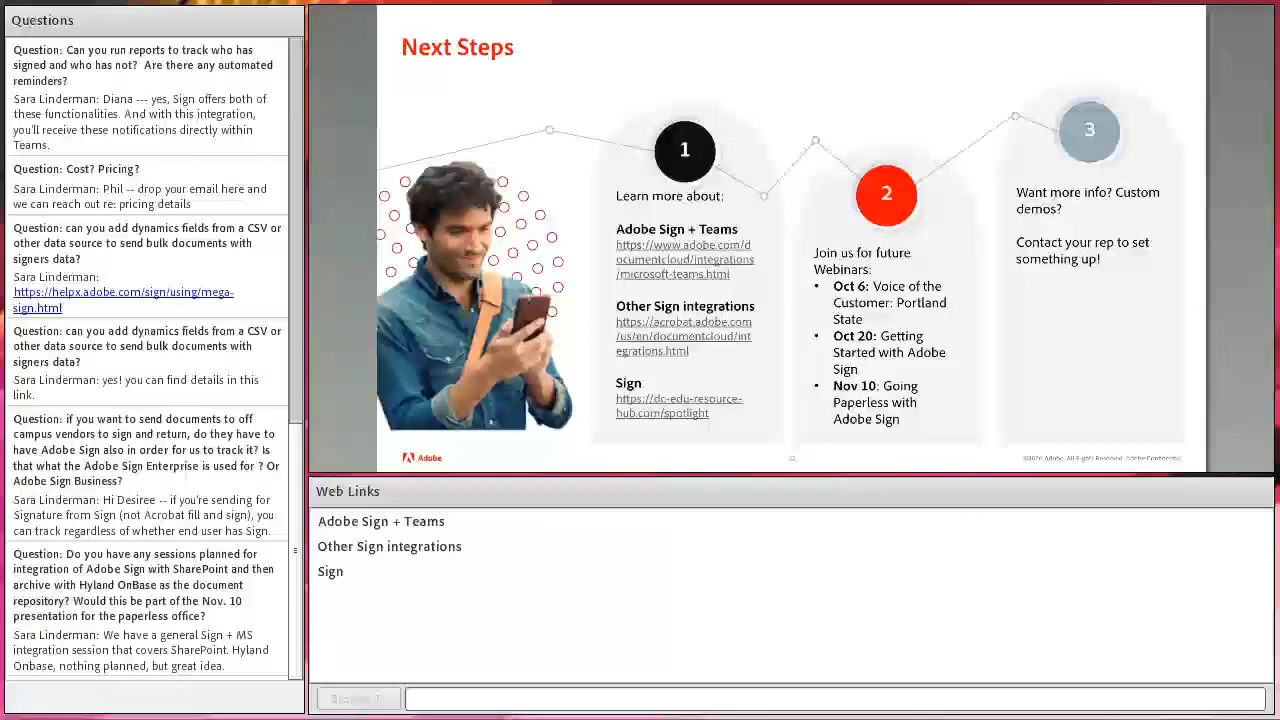 Questions
Question: Can you run reports to track who has
signed and who has not?  Are there any automated
reminders?
Sara Linderman: Diana --- yes, Sign offers both of
these functionalities. And with this integration,
you'll receive these notifications directly within
Teams.
Question: Cost? Pricing?
Sara Linderman: Phil -- drop your email here and
we can reach out re: pricing details
Question: can you add dynamics fields from a CSV or
other data source to send bulk documents with
signers data?
Sara Linderman:
https://helpx.adobe.com/sign/using/mega-
sign.html
Question: can you add dynamics fields from a CSV or
other data source to send bulk documents with
signers data?
Sara Linderman: yes! you can find details in this
link.
Question: if you want to send documents to off
campus vendors to sign and return, do they have to
have Adobe Sign also in order for us to track it? Is
that what the Adobe Sign Enterprise is used for ? Or
Adobe Sign Business?
Sara Linderman: Hi Desiree -- if you're sending for
Signature from Sign (not Acrobat fill and sign), you
can track regardless of whether end user has Sign.
Question: Do you have any sessions planned for
integration of Adobe Sign with SharePoint and then
archive with Hyland OnBase as the document
repository? Would this be part of the Nov. 10
presentation for the paperless office?
Sara Linderman: We have a general Sign + MS
integration session that covers SharePoint. Hyland
Onbase, nothing planned, but great idea.
Next Steps
1
Learn more about:
Adobe Sign + Teams
https://www.adobe.com/d
ocumentcloud/integrations
/microsoft-teams.html
Other Sign integrations
https://acrobat.adobe.com
/us/en/documentcloud/int
egrations.html
Sign
https://dc-edu-resource-
hub.com/spotlight
2
Join us for future
Webinars:
• Oct 6: Voice of the
Customer: Portland
State
• Oct 20: Getting
Started with Adobe
Sign
• Nov 10: Going
Paperless with
Adobe Sign
3
Want more info? Custom
demos?
Contact your rep to set
something up!
Adobe
©2020 Adobe. All Rights Reserved. Adobe Confidential.
Web Links
Adobe Sign + Teams
Other Sign integrations
Sign